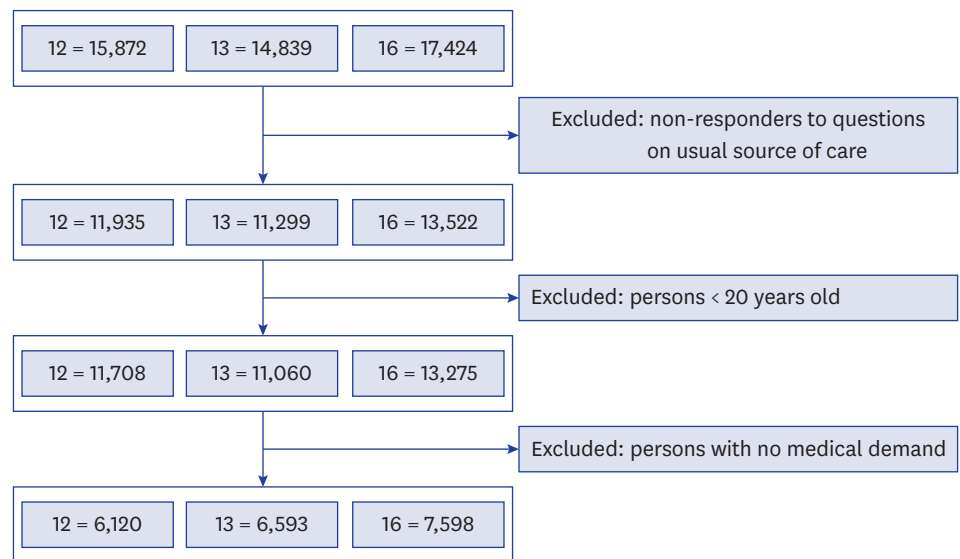 12 = 15,872
13 = 14,839
16 = 17,424
Excluded: non-responders to questions
on usual source of care
12 = 11,935
13 = 11,299
16 = 13,522
Excluded: persons < 20 years old
12 = 11,708
13 = 11,060
16 = 13,275
Excluded: persons with no medical demand
12 = 6,120
13 = 6,593
16 = 7,598